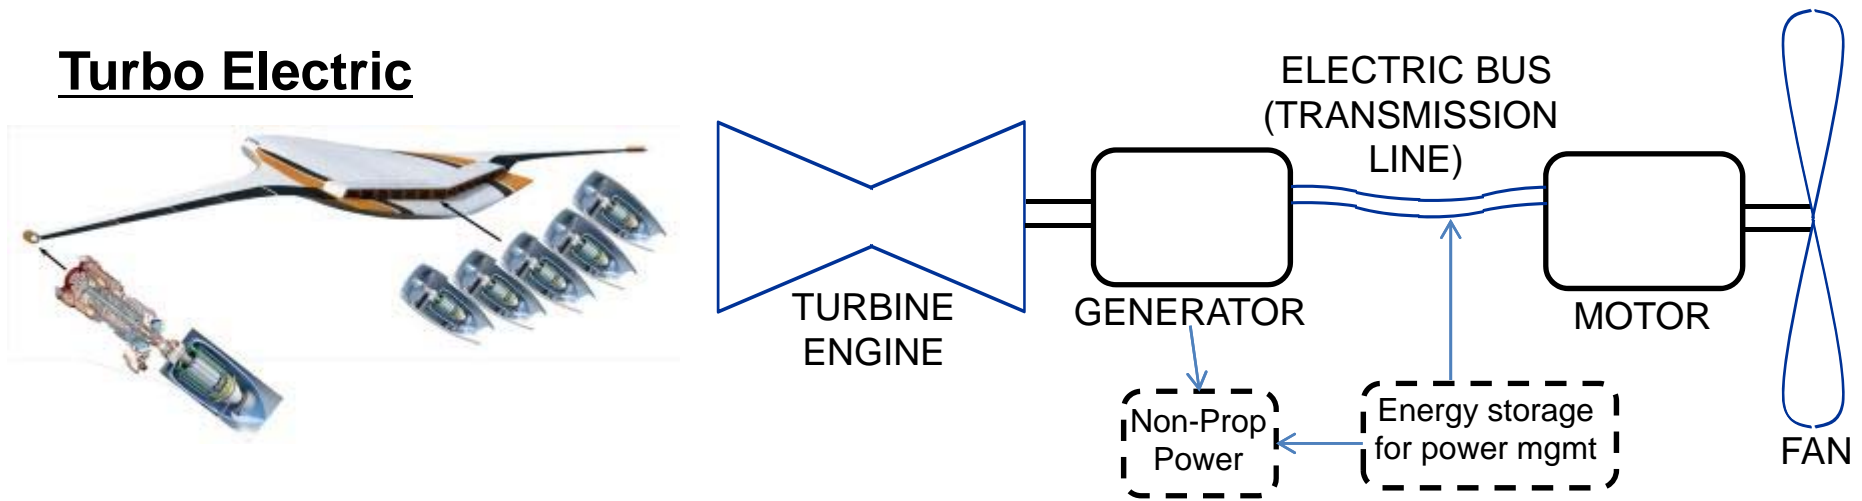 Turbo Electric
ELECTRIC BUS
(TRANSMISSION
LINE)
TURBINE
ENGINE
GENERATOR
MOTOR
FAN
Non-Prop
Power
Energy storage
for power mgmt